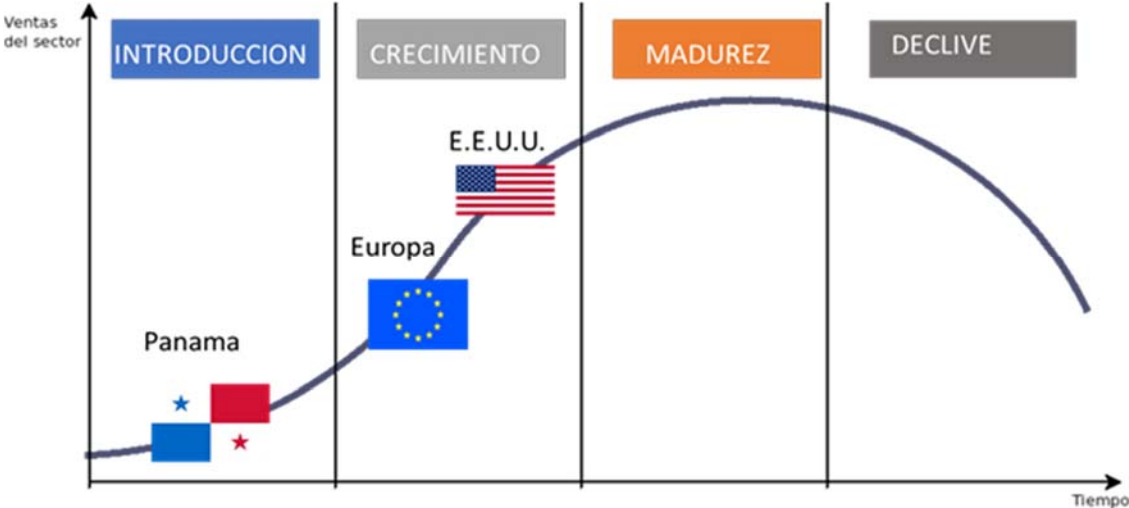 Ventas
del sector
INTRODUCCION
CRECIMIENTO
MADUREZ
DECLIVE
E.E.U.U.
Europa
Panama
Tiempo